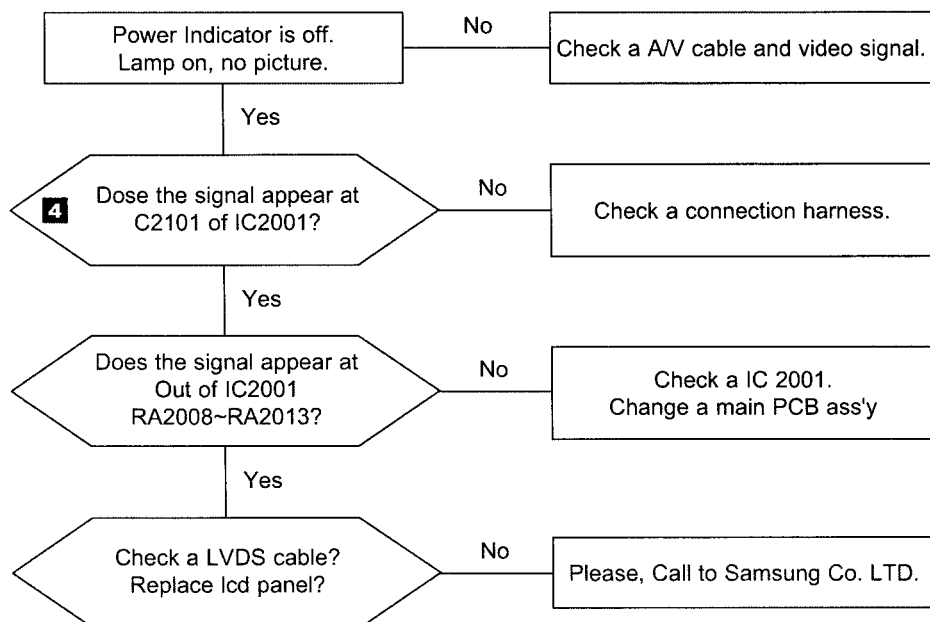 Power Indicator is off.
Lamp on, no picture.
No
Check a A/V cable and video signal.
Yes
4
Dose the signal appear at
C2101 of IC2001?
No
Check a connection harness.
Yes
Does the signal appear at
Out of IC2001
RA2008~RA2013?
No
Check a IC 2001.
Change a main PCB ass'y
Yes
Check a LVDS cable?
Replace lcd panel?
No
Please, Call to Samsung Co. LTD.